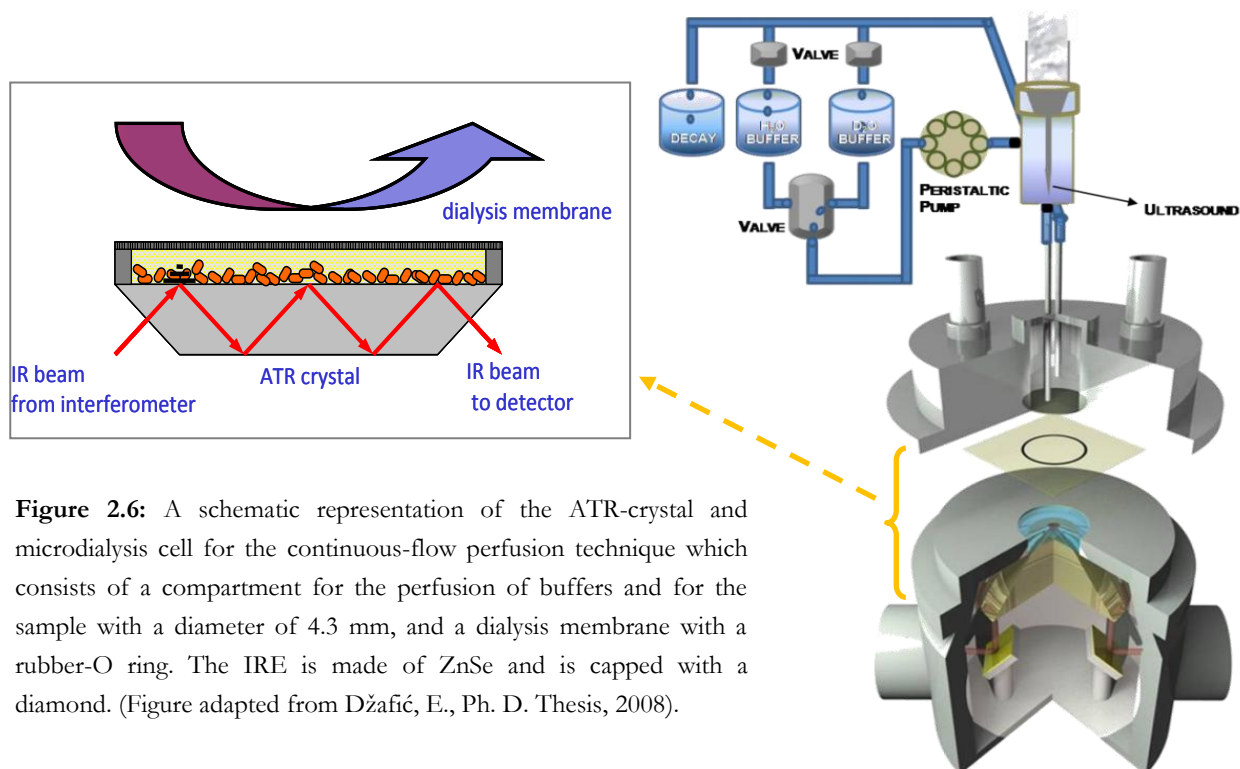 VALVE
DECAY
H2O
BUFFER
D2O
BUFFER
PERISTALTIC
PUMP
VALVE
ULTRASOUND
dialysis membrane
IR beam
from interferometer
ATR crystal
IR beam
to detector
Figure 2.6: A schematic representation of the ATR-crystal and
microdialysis cell for the continuous-flow perfusion technique which
consists of a compartment for the perfusion of buffers and for the
sample with a diameter of 4.3 mm, and a dialysis membrane with a
rubber-O ring. The IRE is made of ZnSe and is capped with a
diamond. (Figure adapted from Džafić, E., Ph. D. Thesis, 2008).